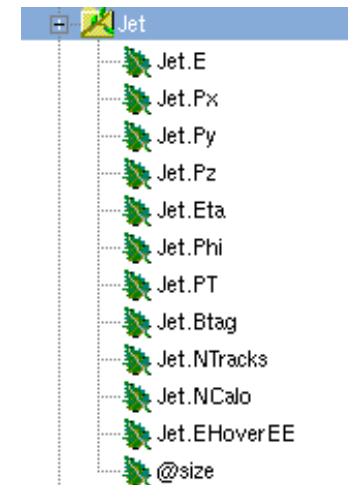 Jet
Jet.E
Jet.Px
Jet.Py
Jet.Pz
Jet.Eta
Jet.Phi
Jet.PT
Jet.Btag
Jet.NTracks
Jet.NCalo
Jet.EHoverEE
@size